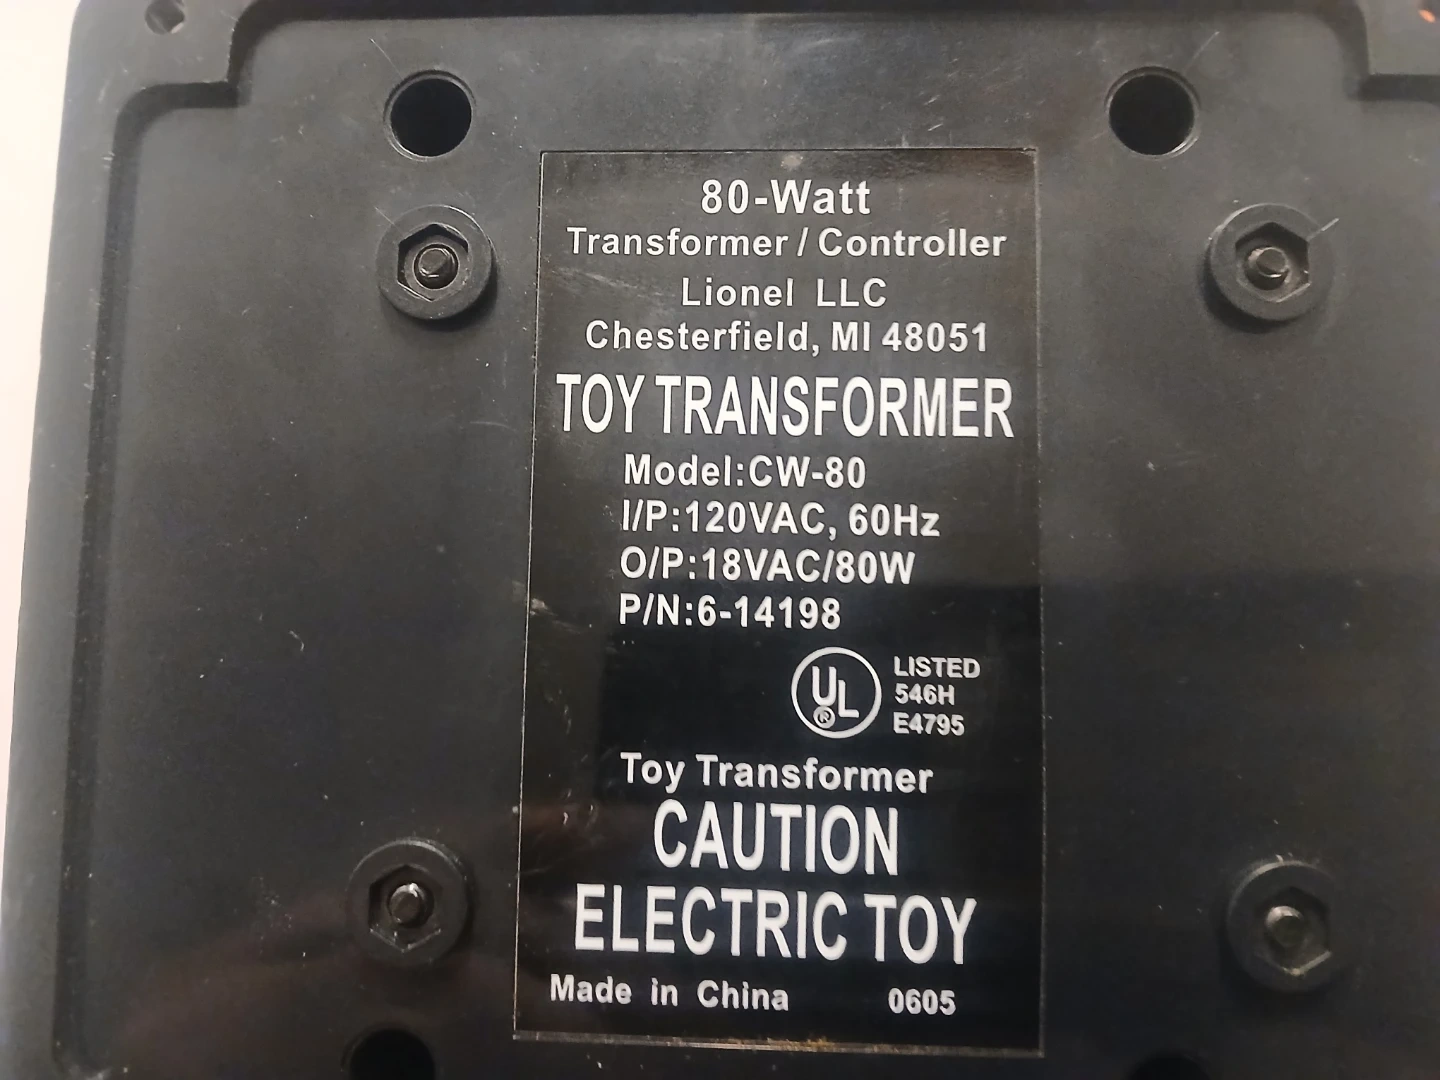 80-Watt
Transformer / Controller
Lionel LLC
Chesterfield, MI 48051
TOY TRANSFORMER
Model:CW-80
I/P:120VAC, 60Hz
O/P:18VAC/80W
P/N:6-14198
UL ® LISTED
546H
E4795
Toy Transformer
CAUTION
ELECTRIC TOY
Made in China 0605